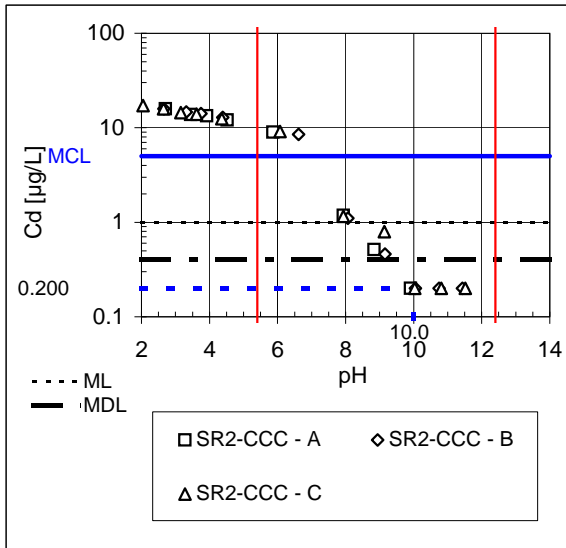 100
10
MCL
1
0.200
0.1
Cd [µg/L]
10.0
2 4 6 8 10 12 14
pH
ML
MDL
SR2-CCC - A
SR2-CCC - B
SR2-CCC - C